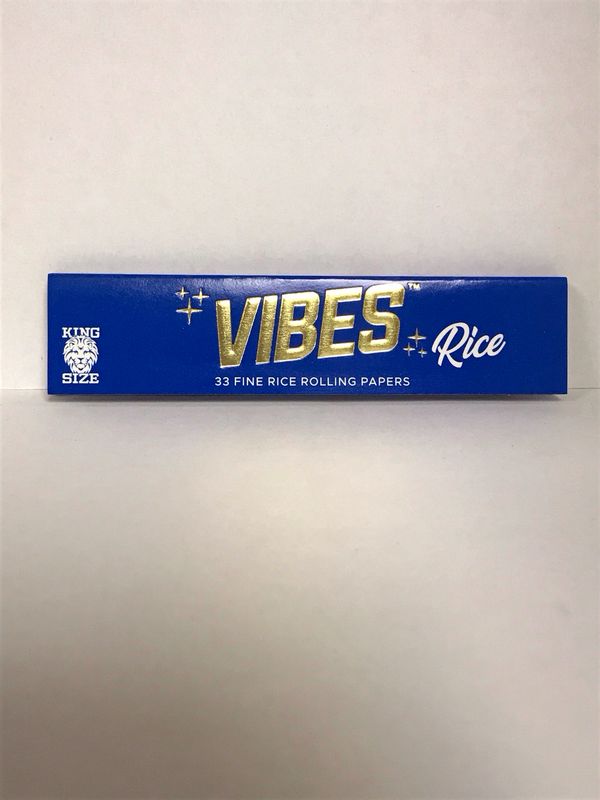 KING
SIZE
VIBES™
Rice
33 FINE RICE ROLLING PAPERS